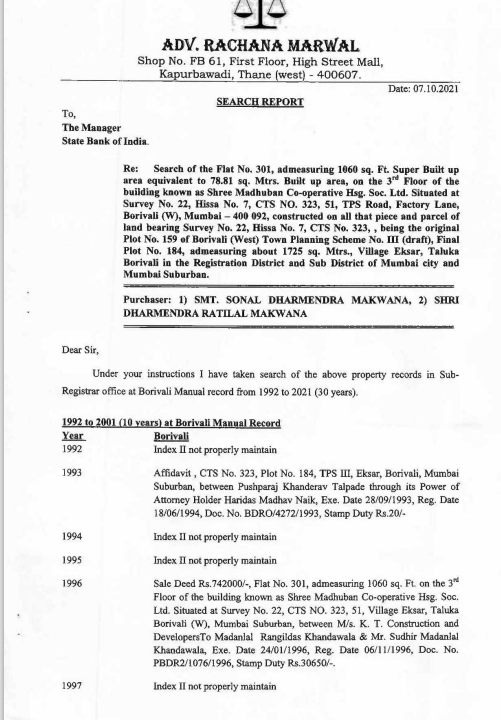 ADV. RACHANA MARWAL
Shop No. FB 61, First Floor, High Street Mall,
Kapurbawadi, Thane (west) - 400607.
Date: 07.10.2021
SEARCH REPORT
To,
The Manager
State Bank of India.
Re: Search of the Flat No. 301, admeasuring 1060 sq. Ft. Super Built up
area equivalent to 78.81 sq. Mtrs. Built up area, on the 3rd Floor of the
building known as Shree Madhuban Co-operative Hsg. Soc. Ltd. Situated at
Survey No. 22, Hissa No. 7, CTS NO. 323, 51, TPS Road, Factory Lane,
Borivali (W), Mumbai – 400 092, constructed on all that piece and parcel of
land bearing Survey No. 22, Hissa No. 7, CTS No. 323, , being the original
Plot No. 159 of Borivali (West) Town Planning Scheme No. III (draft), Final
Plot No. 184, admeasuring about 1725 sq. Mtrs., Village Eksar, Taluka
Borivali in the Registration District and Sub District of Mumbai city and
Mumbai Suburban.
Purchaser: 1) SMT. SONAL DHARMENDRA MAKWANA, 2) SHRI
DHARMENDRA RATILAL MAKWANA
Dear Sir,
Under your instructions I have taken search of the above property records in Sub-
Registrar office at Borivali Manual record from 1992 to 2021 (30 years).
1992 to 2001 (10 years) at Borivali Manual Record
Year Borivali
1992 Index II not properly maintain
1993 Affidavit , CTS No. 323, Plot No. 184, TPS III, Eksar, Borivali, Mumbai
Suburban, between Pushparaj Khanderav Talpade through its Power of
Attorney Holder Haridas Madhav Naik, Exe. Date 28/09/1993, Reg. Date
18/06/1994, Doc. No. BDRO/4272/1993, Stamp Duty Rs.20/-
1994 Index II not properly maintain
1995 Index II not properly maintain
1996 Sale Deed Rs.742000/-, Flat No. 301, admeasuring 1060 sq. Ft. on the 3rd
Floor of the building known as Shree Madhuban Co-operative Hsg. Soc.
Ltd. Situated at Survey No. 22, CTS NO. 323, 51, Village Eksar, Taluka
Borivali (W), Mumbai Suburban, between M/s. K. T. Construction and
DevelopersTo Madanlal Rangildas Khandawala & Mr. Sudhir Madanlal
Khandawala, Exe. Date 24/01/1996, Reg. Date 06/11/1996, Doc. No.
PBDR2/1076/1996, Stamp Duty Rs.30650/-.
1997 Index II not properly maintain